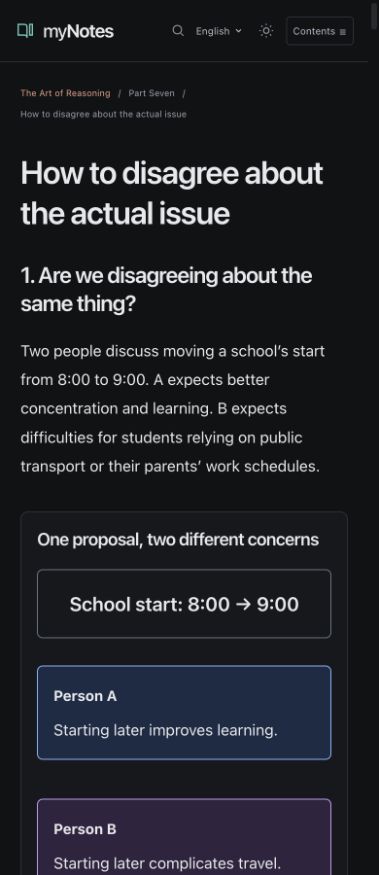 myNotes
English
Contents
The Art of Reasoning / Part Seven /
How to disagree about the actual issue
How to disagree about
the actual issue
1. Are we disagreeing about the
same thing?
Two people discuss moving a school’s start
from 8:00 to 9:00. A expects better
concentration and learning. B expects
difficulties for students relying on public
transport or their parents’ work schedules.
One proposal, two different concerns
School start: 8:00 → 9:00
Person A
Starting later improves learning.
Person B
Starting later complicates travel.